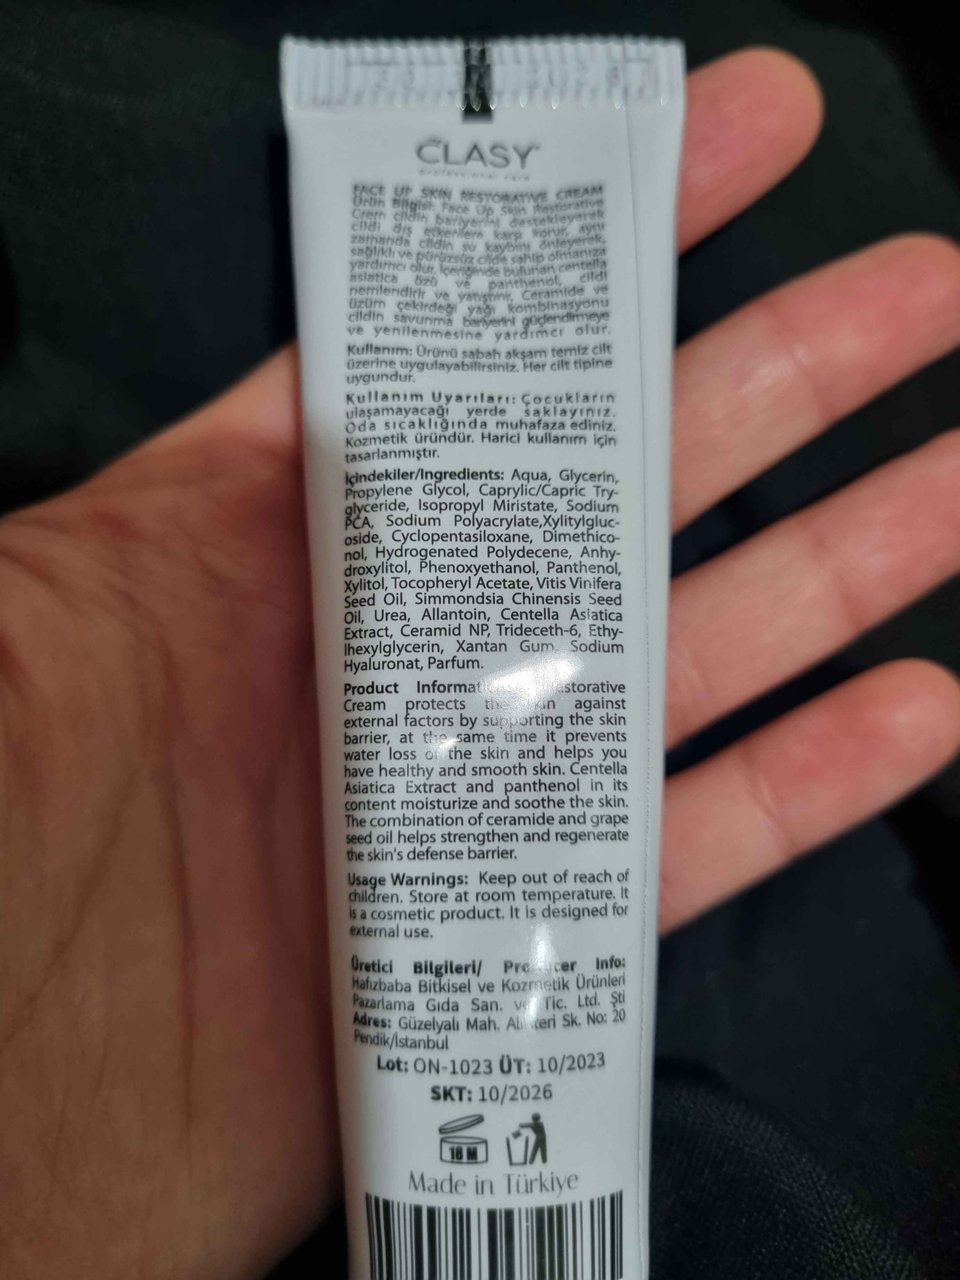 CLASY
professional care
FACE UP SKIN RESTORATIVE CREAM
Ürün Bilgisi: Face Up Skin Restorative
Crem cildin bariyerini destekleyerek
cildi dış etkenlere karşı korur, aynı
zamanda cildin su kaybını önleyerek,
sağlıklı ve pürüzsüz cilde sahip olmanıza
yardımcı olur. İçeriğinde bulunan centella
asiatica özü ve panthenol, cildi
nemlendirir ve yatıştırır, Ceramide ve
üzüm çekirdeği yağı kombinasyonu
cildin savunma bariyerini güçlendirmeye
ve yenilenmesine yardımcı olur.
Kullanım: Ürünü sabah akşam temiz cilt
üzerine uygulayabilirsiniz. Her cilt tipine
uygundur.
Kullanım Uyarıları: Çocukların
ulaşamayacağı yerde saklayınız.
Oda sıcaklığında muhafaza ediniz.
Kozmetik üründür. Harici kullanım için
tasarlanmıştır.
İçindekiler/Ingredients: Aqua, Glycerin,
Propylene Glycol, Caprylic/Capric Try-
glyceride, Isopropyl Miristate, Sodium
PCA, Sodium Polyacrylate,Xylitylgluc-
oside, Cyclopentasiloxane, Dimethico-
nol, Hydrogenated Polydecene, Anhy-
droxylitol, Phenoxyethanol, Panthenol,
Xylitol, Tocopheryl Acetate, Vitis Vinifera
Seed Oil, Simmondsia Chinensis Seed
Oil, Urea, Allantoin, Centella Asiatica
Extract, Ceramid NP, Trideceth-6, Ethy-
lhexylglycerin, Xantan Gum, Sodium
Hyaluronat, Parfum.
Product Informat storative
Cream protects the skin against
external factors by supporting the skin
barrier, at the same time it prevents
water loss of the skin and helps you
have healthy and smooth skin. Centella
Asiatica Extract and panthenol in its
content moisturize and soothe the skin.
The combination of ceramide and grape
seed oil helps strengthen and regenerate
the skin's defense barrier.
Usage Warnings: Keep out of reach of
children. Store at room temperature. It
is a cosmetic product. It is designed for
external use.
Üretici Bilgileri/ Producer Info:
Hafızbaba Bitkisel ve Kozmetik Ürünleri
Pazarlama Gıda San. ve Tic. Ltd. Şti
Adres: Güzelyalı Mah. Sk. No: 20
Pendik/İstanbul
Lot: ON-1023 ÜT: 10/2023
SKT: 10/2026
18 M
Made in Türkiye